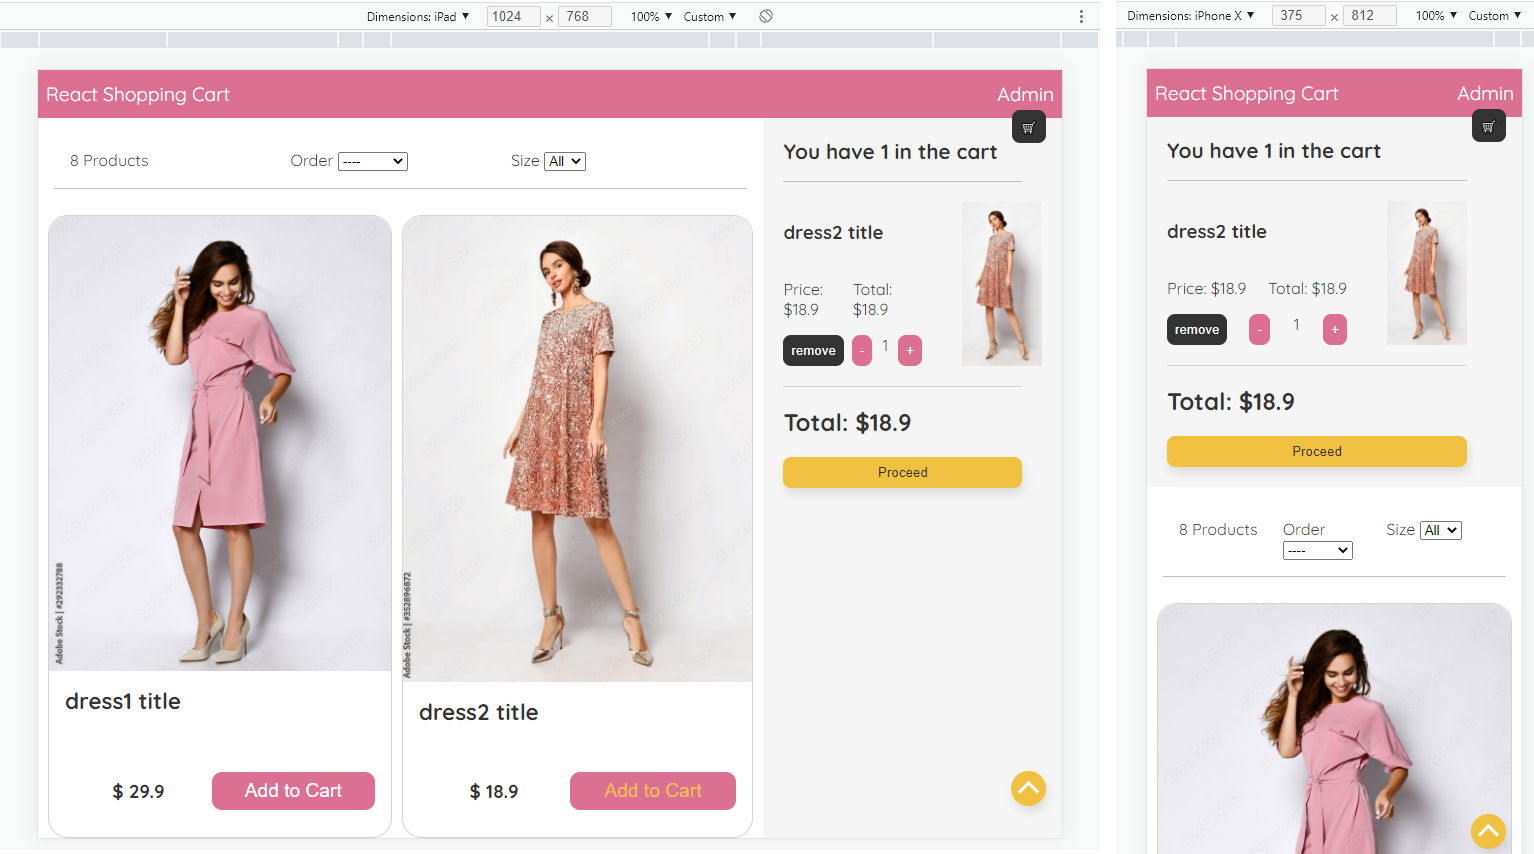 Dimensions: iPad ▼ 1024 × 768 100% ▼ Custom ▼
React Shopping Cart Admin
8 Products Order ---- Size All
You have 1 in the cart
dress2 title
Price: $18.9
Total: $18.9
remove - 1 +
Total: $18.9
Proceed
Adobe Stock | #292332788
Adobe Stock | #352896872
dress1 title
$ 29.9 Add to Cart
dress2 title
$ 18.9 Add to Cart
Dimensions: iPhone X ▼ 375 × 812 100% ▼ Custom ▼
React Shopping Cart Admin
You have 1 in the cart
dress2 title
Price: $18.9 Total: $18.9
remove - 1 +
Total: $18.9
Proceed
8 Products Order ---- Size All